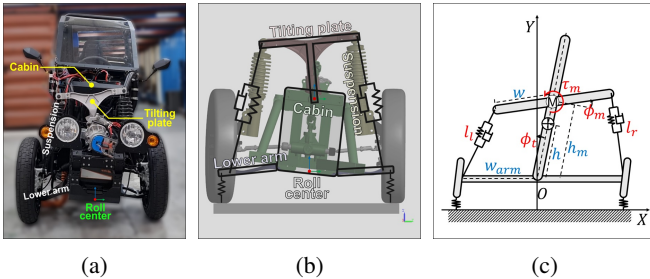 Cabin
Suspension
Tilting
plate
Lower arm
Roll
center
(a)
Tilting plate
Suspension
Cabin
Lower arm
Roll
center
(b)
Y
w
τm
M
ϕm
ll
ϕt
h
hm
lr
warm
O
X
(c)